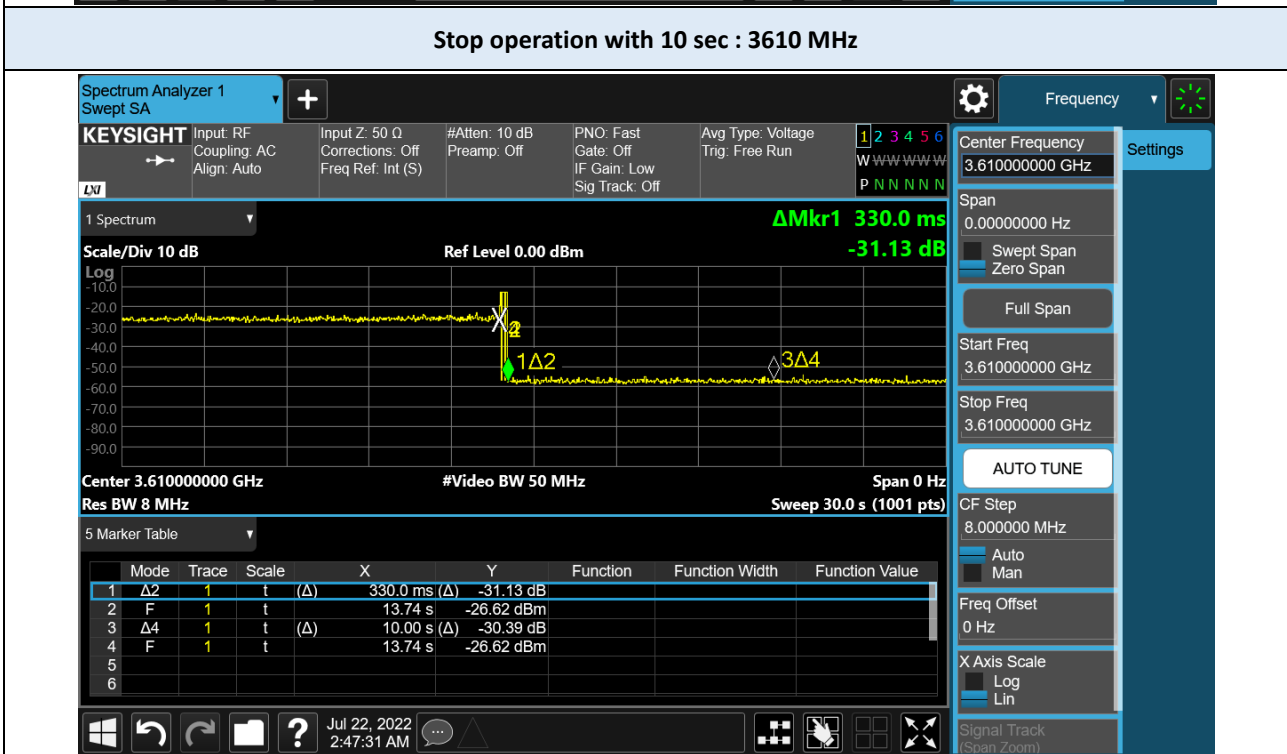 Stop operation with 10 sec : 3610 MHz
Spectrum Analyzer 1
Swept SA
Frequency
KEYSIGHT
Input: RF
Coupling: AC
Align: Auto
Input Z: 50 Ω
Corrections: Off
Freq Ref: Int (S)
#Atten: 10 dB
Preamp: Off
PNO: Fast
Gate: Off
IF Gain: Low
Sig Track: Off
Avg Type: Voltage
Trig: Free Run
1 2 3 4 5 6
W W W W W W
P N N N N N
LXI
Center Frequency
3.610000000 GHz
Settings
Span
0.00000000 Hz
Swept Span
Zero Span
Full Span
Start Freq
3.610000000 GHz
Stop Freq
3.610000000 GHz
AUTO TUNE
CF Step
8.000000 MHz
Auto
Man
Freq Offset
0 Hz
X Axis Scale
Log
Lin
Signal Track
(Span Zoom)
1 Spectrum
ΔMkr1 330.0 ms
-31.13 dB
Scale/Div 10 dB
Ref Level 0.00 dBm
Log
-10.0
-20.0
-30.0
-40.0
-50.0
-60.0
-70.0
-80.0
-90.0
1Δ2
3Δ4
Center 3.610000000 GHz
#Video BW 50 MHz
Span 0 Hz
Res BW 8 MHz
Sweep 30.0 s (1001 pts)
5 Marker Table
Mode Trace Scale X Y Function Function Width Function Value
1 Δ2 1 t (Δ) 330.0 ms (Δ) -31.13 dB
2 F 1 t 13.74 s -26.62 dBm
3 Δ4 1 t (Δ) 10.00 s (Δ) -30.39 dB
4 F 1 t 13.74 s -26.62 dBm
5
6
?
Jul 22, 2022
2:47:31 AM